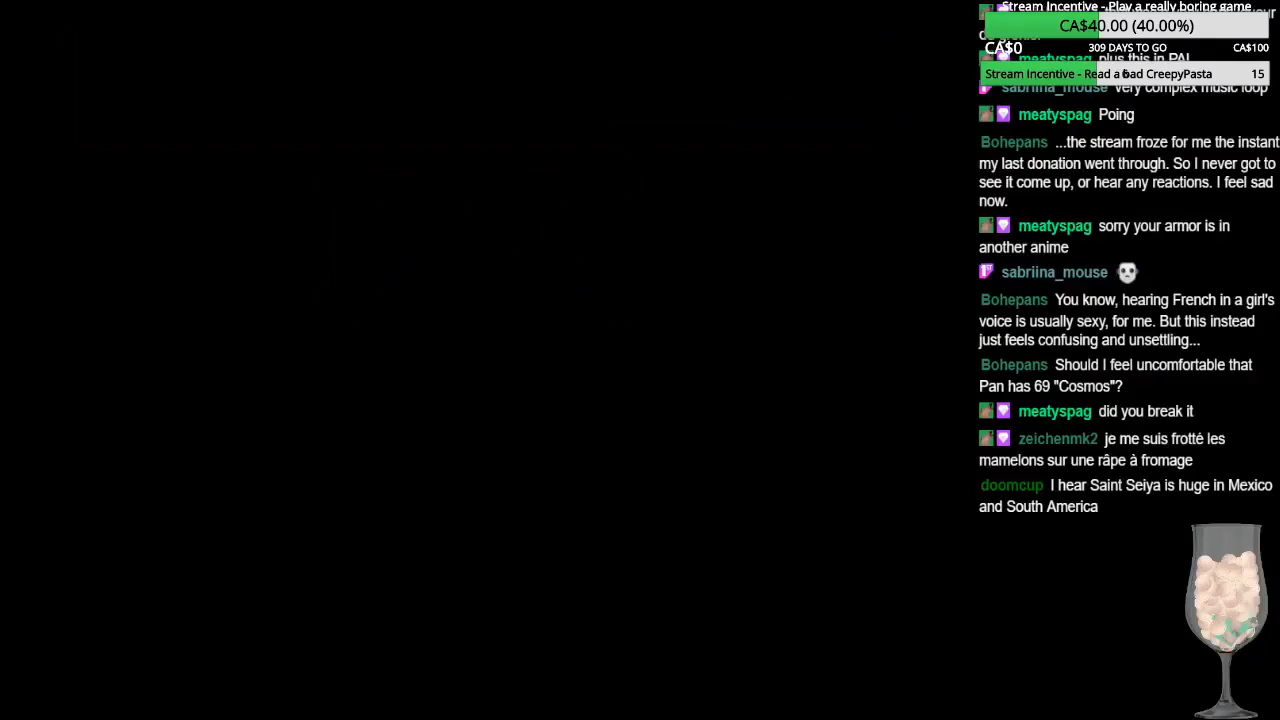 Stream Incentive - Play a really boring game
CA$40.00 (40.00%)
CA$0 309 DAYS TO GO CA$100
meatyspag plus this in PAL
Stream Incentive - Read a bad CreepyPasta 6 15
sabriina_mouse very complex music loop
meatyspag Poing
Bohepans ...the stream froze for me the instant
my last donation went through. So I never got to
see it come up, or hear any reactions. I feel sad
now.
meatyspag sorry your armor is in
another anime
sabriina_mouse
Bohepans You know, hearing French in a girl's
voice is usually sexy, for me. But this instead
just feels confusing and unsettling...
Bohepans Should I feel uncomfortable that
Pan has 69 "Cosmos"?
meatyspag did you break it
zeichenmk2 je me suis frotté les
mamelons sur une râpe à fromage
doomcup I hear Saint Seiya is huge in Mexico
and South America